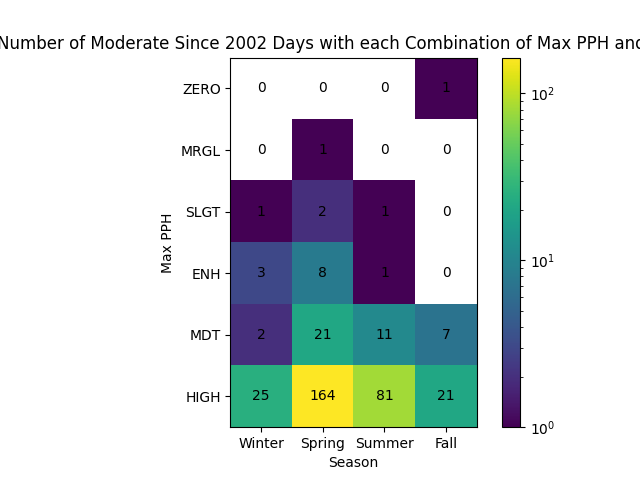 Number of Moderate Since 2002 Days with each Combination of Max PPH and
ZERO 0 0 0 1
MRGL 0 1 0 0
SLGT 1 2 1 0
ENH 3 8 1 0
MDT 2 21 11 7
HIGH 25 164 81 21
Winter Spring Summer Fall
Season
Max PPH
10²
10¹
10⁰